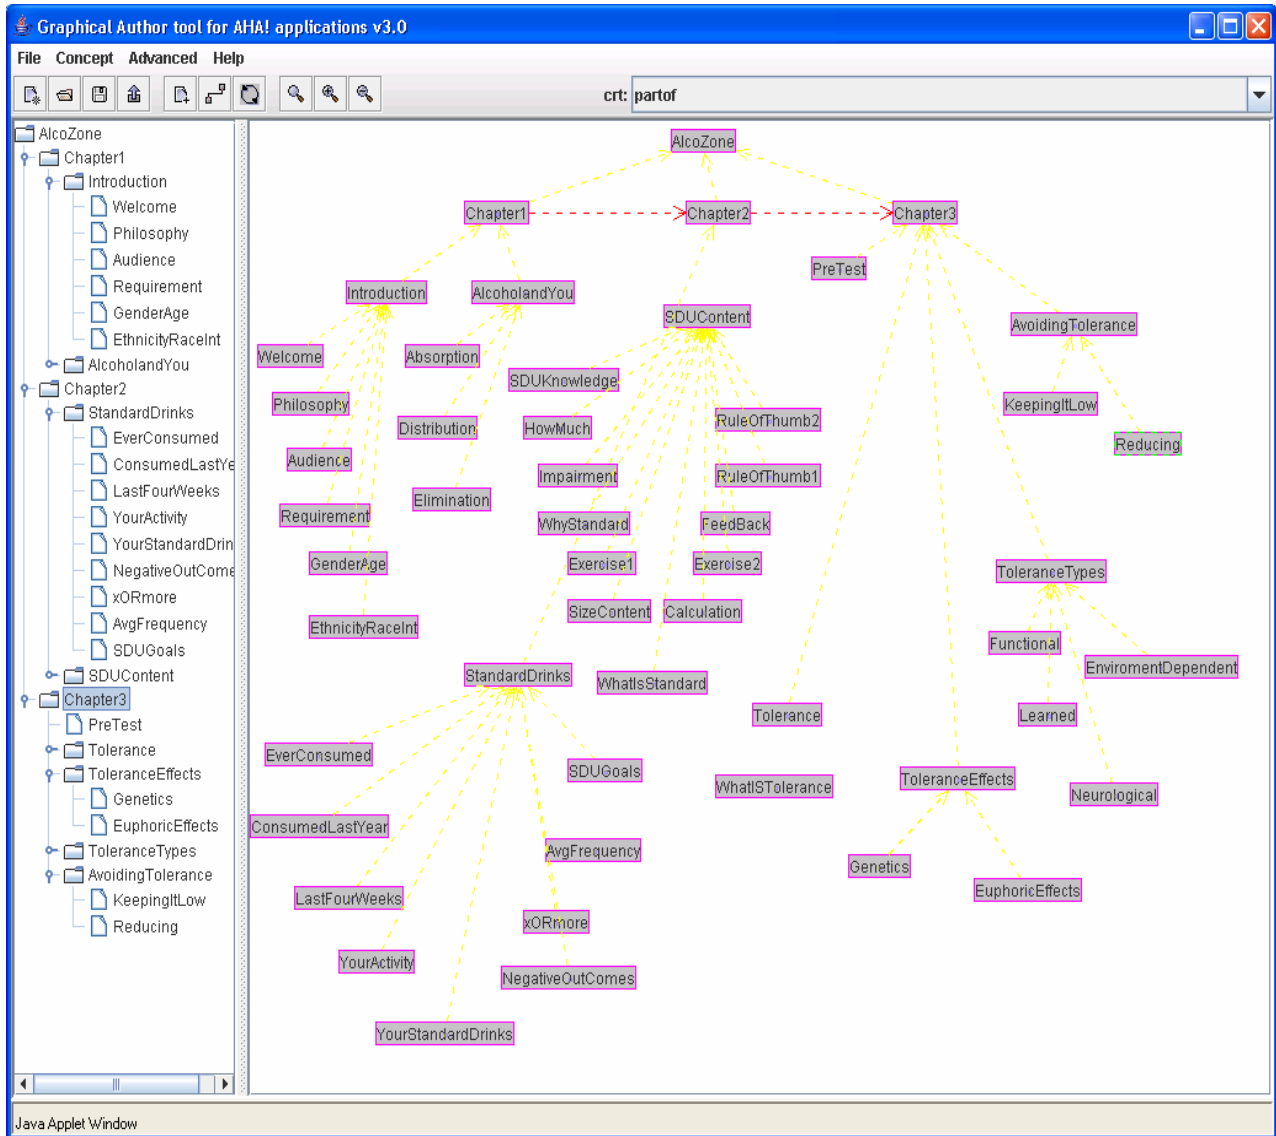 Graphical Author tool for AHA! applications v3.0
File Concept Advanced Help
crt: partof
AlcoZone
Chapter1
Introduction
Welcome
Philosophy
Audience
Requirement
GenderAge
EthnicityRaceInt
AlcoholandYou
Chapter2
StandardDrinks
EverConsumed
ConsumedLastYe
LastFourWeeks
YourActivity
YourStandardDrin
NegativeOutCome
xORmore
AvgFrequency
SDUGoals
SDUContent
Chapter3
PreTest
Tolerance
ToleranceEffects
Genetics
EuphoricEffects
ToleranceTypes
AvoidingTolerance
KeepingItLow
Reducing
AlcoZone
Chapter1 Chapter2 Chapter3
PreTest
Introduction AlcoholandYou
SDUContent AvoidingTolerance
Welcome Absorption
SDUKnowledge
Philosophy KeepingItLow
Distribution HowMuch RuleOfThumb2
Audience Reducing
Impairment RuleOfThumb1
Elimination
Requirement WhyStandard FeedBack
GenderAge Exercise1 Exercise2
ToleranceTypes
SizeContent Calculation
EthnicityRaceInt
Functional
EnviromentDependent
StandardDrinks WhatIsStandard
Tolerance Learned
EverConsumed
SDUGoals
WhatISTolerance ToleranceEffects Neurological
ConsumedLastYear
AvgFrequency
Genetics
EuphoricEffects
LastFourWeeks
xORmore
YourActivity
NegativeOutComes
YourStandardDrinks
Java Applet Window